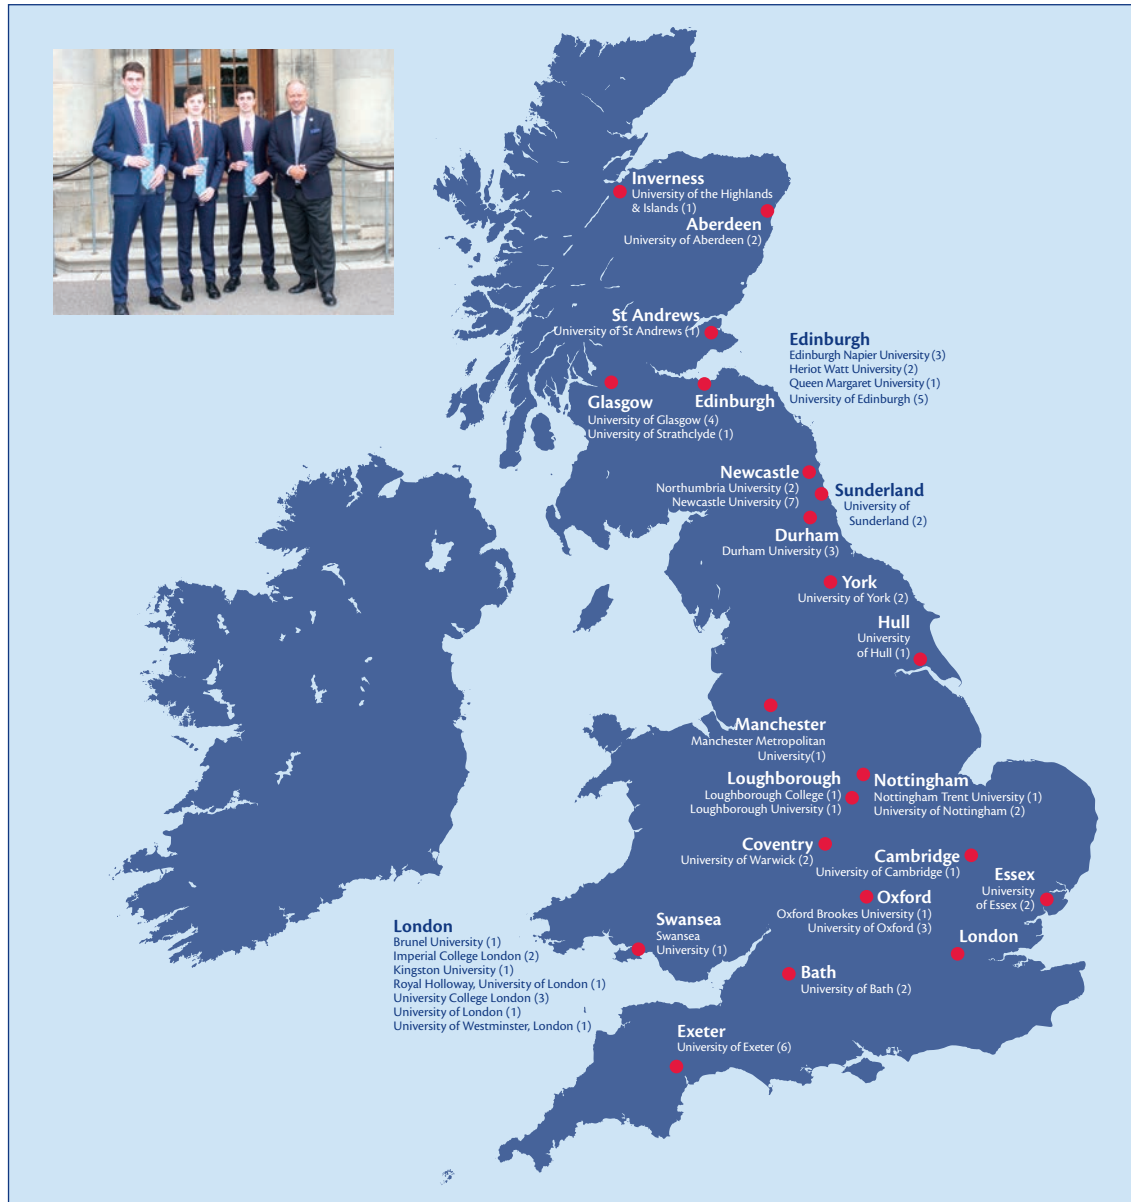 Inverness
University of the Highlands
& Islands (1)
Aberdeen
University of Aberdeen (2)
St Andrews
University of St Andrews (1)
Edinburgh
Edinburgh Napier University (3)
Heriot Watt University (2)
Queen Margaret University (1)
University of Edinburgh (5)
Glasgow
University of Glasgow (4)
University of Strathclyde (1)
Edinburgh
Newcastle
Northumbria University (2)
Newcastle University (7)
Sunderland
University of
Sunderland (2)
Durham
Durham University (3)
York
University of York (2)
Hull
University
of Hull (1)
Manchester
Manchester Metropolitan
University(1)
Loughborough
Loughborough College (1)
Loughborough University (1)
Nottingham
Nottingham Trent University (1)
University of Nottingham (2)
Coventry
University of Warwick (2)
Cambridge
University of Cambridge (1)
Essex
University
of Essex (2)
Oxford
Oxford Brookes University (1)
University of Oxford (3)
London
Brunel University (1)
Imperial College London (2)
Kingston University (1)
Royal Holloway, University of London (1)
University College London (3)
University of London (1)
University of Westminster, London (1)
Swansea
Swansea
University (1)
London
Bath
University of Bath (2)
Exeter
University of Exeter (6)